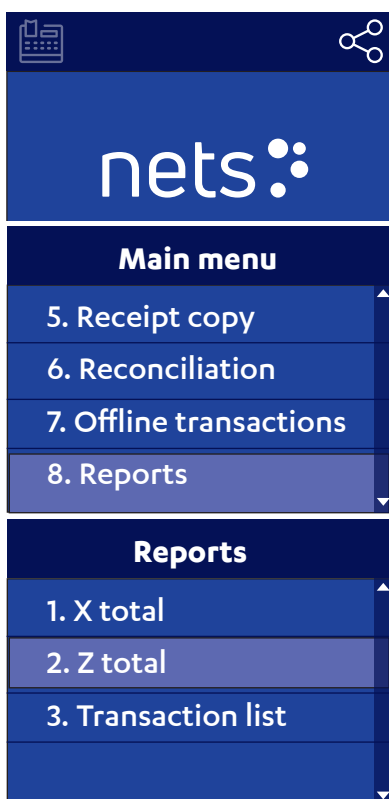 nets
Main menu
5. Receipt copy
6. Reconciliation
7. Offline transactions
8. Reports
Reports
1. X total
2. Z total
3. Transaction list